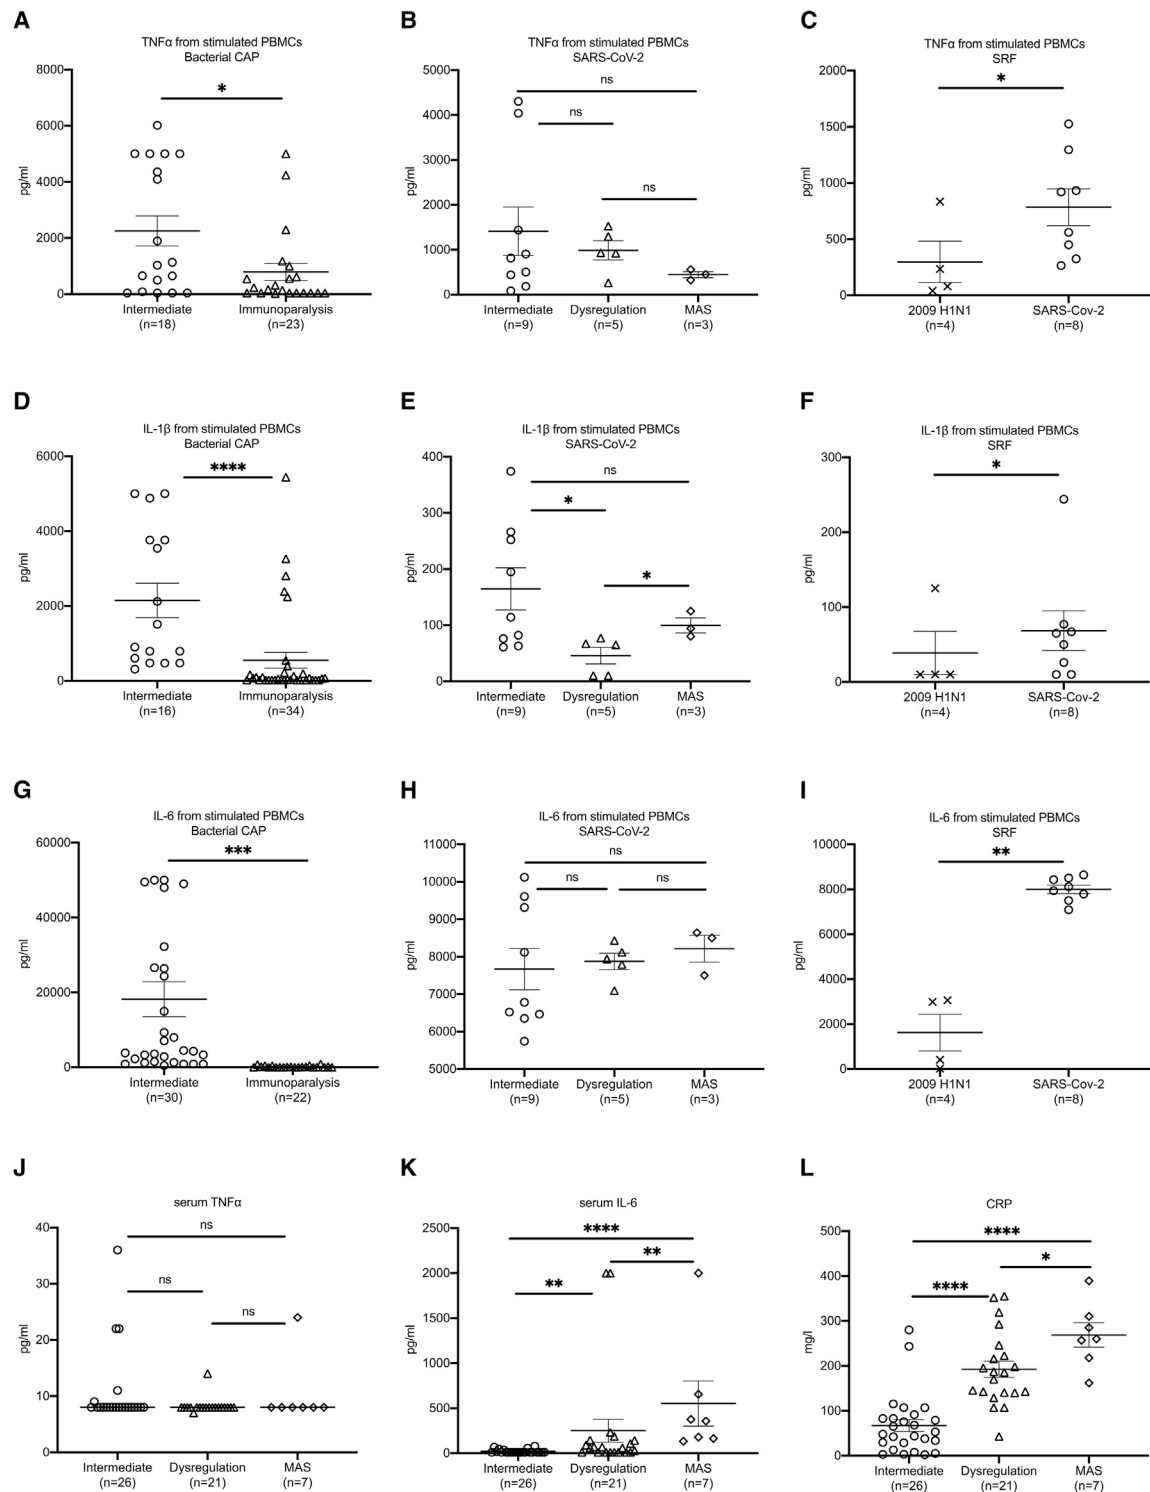 A
TNFα from stimulated PBMCs
Bacterial CAP
8000
6000
4000
2000
0
pg/ml
*
Intermediate
(n=18)
Immunoparalysis
(n=23)
B
TNFα from stimulated PBMCs
SARS-CoV-2
5000
4000
3000
2000
1000
0
pg/ml
ns
ns
ns
Intermediate
(n=9)
Dysregulation
(n=5)
MAS
(n=3)
C
TNFα from stimulated PBMCs
SRF
2000
1500
1000
500
0
pg/ml
*
2009 H1N1
(n=4)
SARS-Cov-2
(n=8)
D
IL-1β from stimulated PBMCs
Bacterial CAP
6000
4000
2000
0
pg/ml
****
Intermediate
(n=16)
Immunoparalysis
(n=34)
E
IL-1β from stimulated PBMCs
SARS-CoV-2
400
300
200
100
0
pg/ml
ns
*
*
Intermediate
(n=9)
Dysregulation
(n=5)
MAS
(n=3)
F
IL-1β from stimulated PBMCs
SRF
300
200
100
0
pg/ml
*
2009 H1N1
(n=4)
SARS-Cov-2
(n=8)
G
IL-6 from stimulated PBMCs
Bacterial CAP
60000
40000
20000
0
pg/ml
***
Intermediate
(n=30)
Immunoparalysis
(n=22)
H
IL-6 from stimulated PBMCs
SARS-CoV-2
11000
10000
9000
8000
7000
6000
5000
pg/ml
ns
ns
ns
Intermediate
(n=9)
Dysregulation
(n=5)
MAS
(n=3)
I
IL-6 from stimulated PBMCs
SRF
10000
8000
6000
4000
2000
0
pg/ml
**
2009 H1N1
(n=4)
SARS-Cov-2
(n=8)
J
serum TNFα
40
30
20
10
0
pg/ml
ns
ns
ns
Intermediate
(n=26)
Dysregulation
(n=21)
MAS
(n=7)
K
serum IL-6
2500
2000
1500
1000
500
0
pg/ml
****
**
**
Intermediate
(n=26)
Dysregulation
(n=21)
MAS
(n=7)
L
CRP
500
400
300
200
100
0
mg/l
****
*
****
Intermediate
(n=26)
Dysregulation
(n=21)
MAS
(n=7)